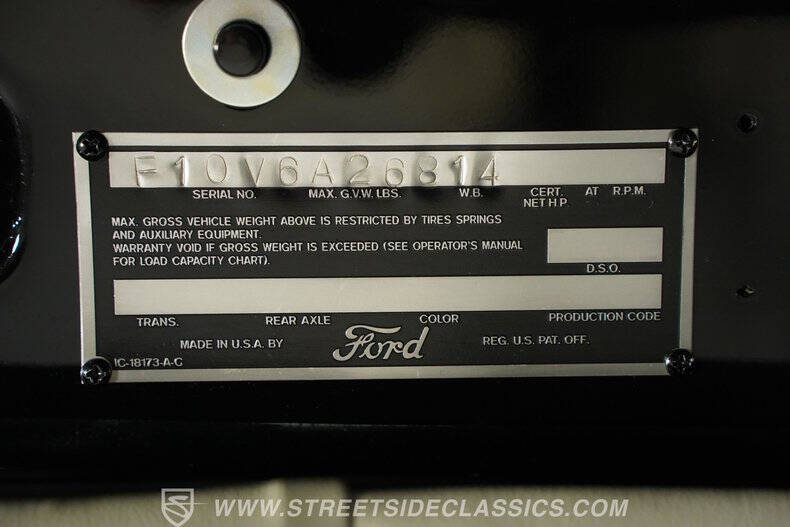 F10V6A26814
SERIAL NO. MAX. G.V.W. LBS. W.B. CERT. NET H.P. AT R.P.M.
MAX. GROSS VEHICLE WEIGHT ABOVE IS RESTRICTED BY TIRES SPRINGS
AND AUXILIARY EQUIPMENT.
WARRANTY VOID IF GROSS WEIGHT IS EXCEEDED (SEE OPERATOR'S MANUAL
FOR LOAD CAPACITY CHART).
D.S.O.
TRANS. REAR AXLE COLOR PRODUCTION CODE
MADE IN U.S.A. BY Ford REG. U.S. PAT. OFF.
IC-18173-A-C
WWW.STREETSIDECLASSICS.COM